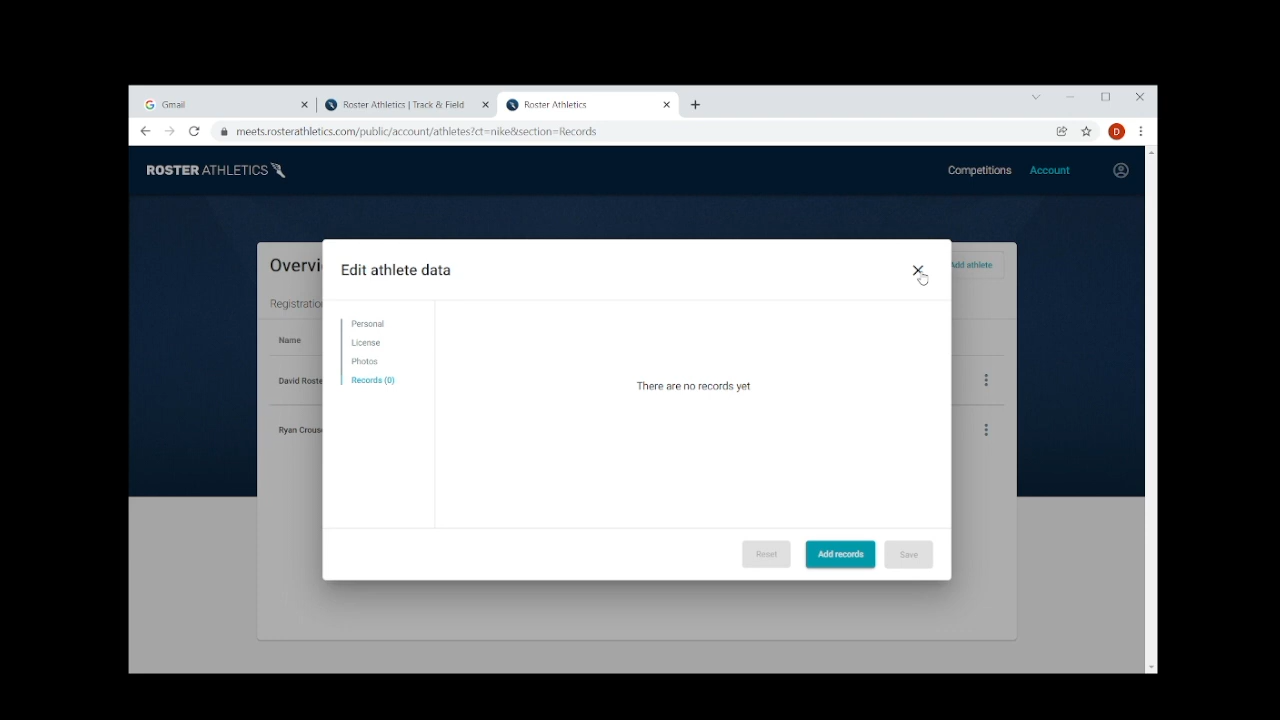 Gmail
Roster Athletics | Track & Field
Roster Athletics
meets.rosterathletics.com/public/account/athletes?ct=nike&section=Records
D
ROSTER ATHLETICS
Competitions
Account
Overvi
Add athlete
Edit athlete data
Registratio
Name
David Roste
Ryan Crous
Personal
License
Photos
Records (0)
There are no records yet
Reset
Add records
Save